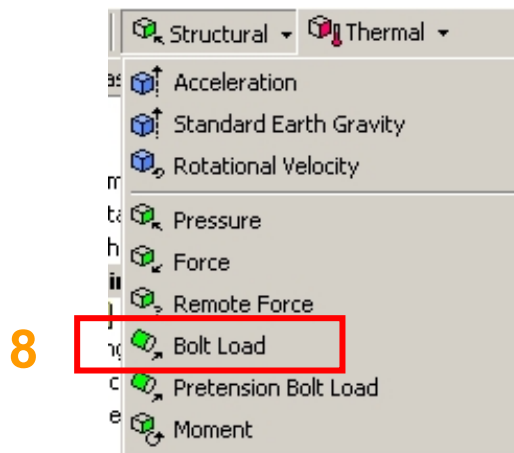 Structural Thermal
Acceleration
Standard Earth Gravity
Rotational Velocity
Pressure
Force
Remote Force
8 Bolt Load
Pretension Bolt Load
Moment